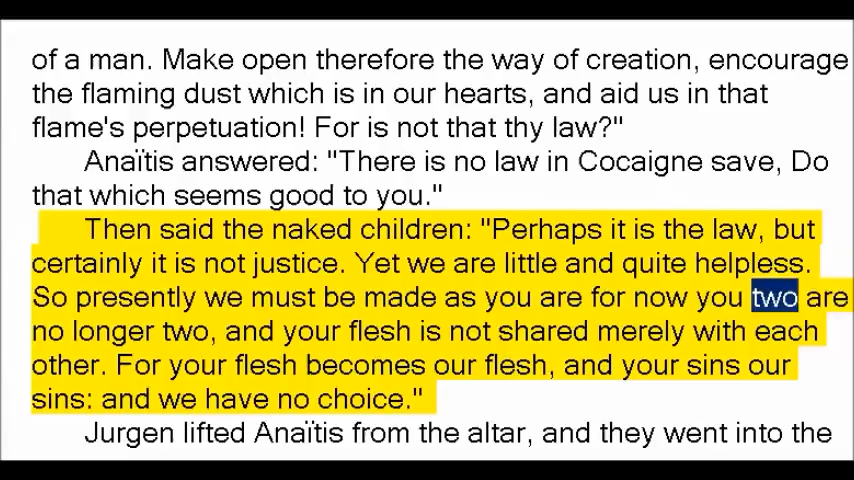 of a man. Make open therefore the way of creation, encourage
the flaming dust which is in our hearts, and aid us in that
flame's perpetuation! For is not that thy law?"
Anaïtis answered: "There is no law in Cocaigne save, Do
that which seems good to you."
Then said the naked children: "Perhaps it is the law, but
certainly it is not justice. Yet we are little and quite helpless.
So presently we must be made as you are for now you two are
no longer two, and your flesh is not shared merely with each
other. For your flesh becomes our flesh, and your sins our
sins: and we have no choice."
Jurgen lifted Anaïtis from the altar, and they went into the